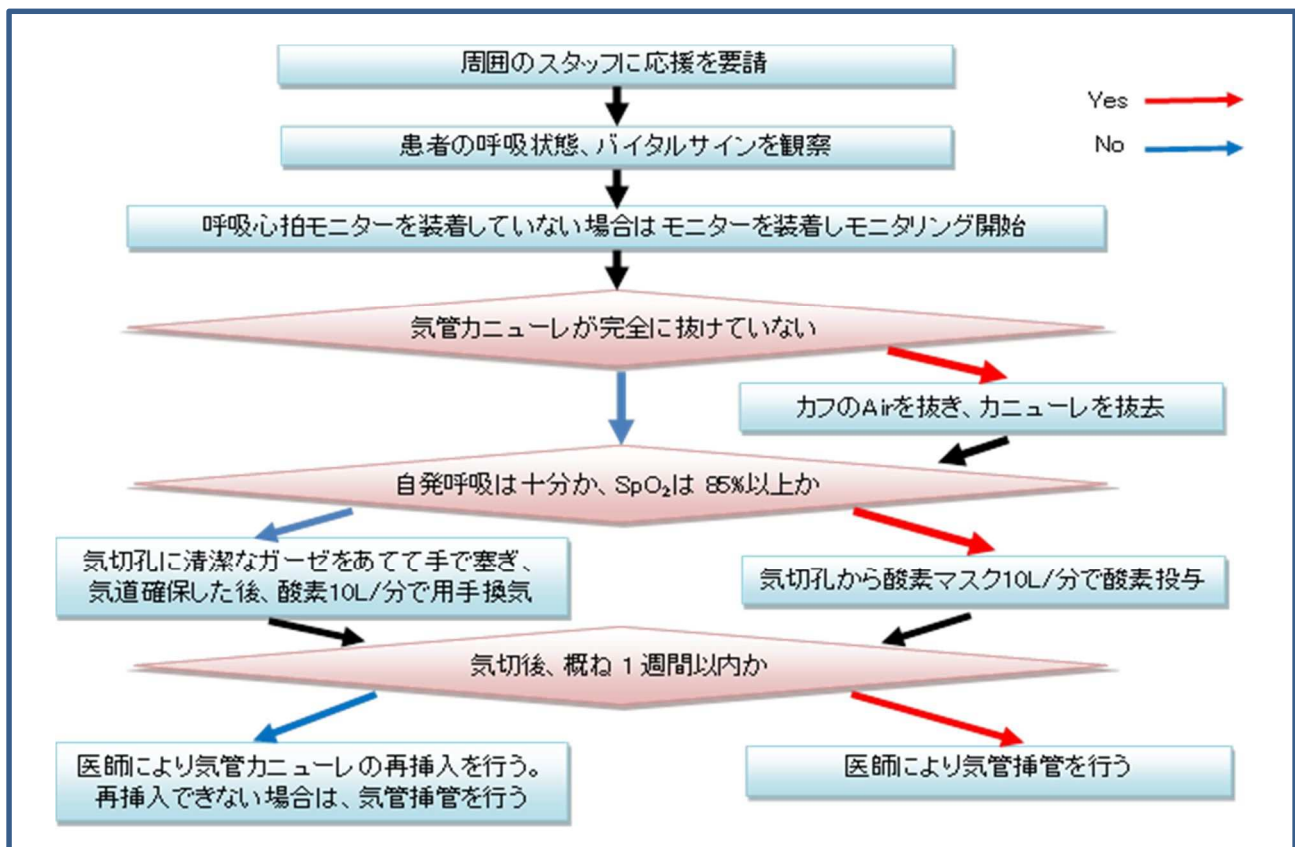 周囲のスタッフに応援を要請
Yes
No
患者の呼吸状態、バイタルサインを観察
呼吸心拍モニターを装着していない場合はモニターを装着しモニタリング開始
気管カニューレが完全に抜けていない
カフのAirを抜き、カニューレを抜去
自発呼吸は十分か、SpO₂は 85%以上か
気切孔に清潔なガーゼをあてて手で塞ぎ、
気道確保した後、酸素10L/分で用手換気
気切孔から酸素マスク10L/分で酸素投与
気切後、概ね 1 週間以内か
医師により気管カニューレの再挿入を行う。
再挿入できない場合は、気管挿管を行う
医師により気管挿管を行う